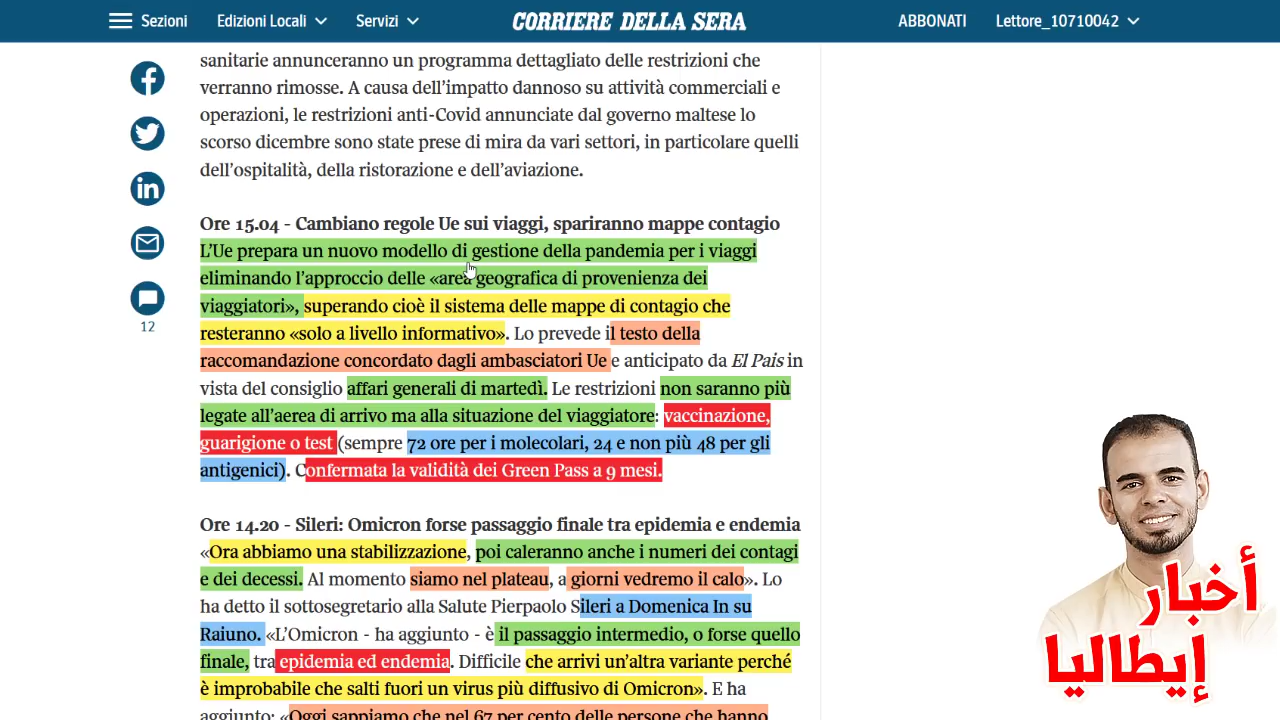 Sezioni
Edizioni Locali
Servizi
CORRIERE DELLA SERA
ABBONATI
Lettore_10710042
sanitarie annunceranno un programma dettagliato delle restrizioni che
verranno rimosse. A causa dell'impatto dannoso su attività commerciali e
operazioni, le restrizioni anti-Covid annunciate dal governo maltese lo
scorso dicembre sono state prese di mira da vari settori, in particolare quelli
dell'ospitalità, della ristorazione e dell'aviazione.
Ore 15.04 - Cambiano regole Ue sui viaggi, spariranno mappe contagio
L'Ue prepara un nuovo modello di gestione della pandemia per i viaggi
eliminando l'approccio delle «area geografica di provenienza dei
viaggiatori», superando cioè il sistema delle mappe di contagio che
resteranno «solo a livello informativo». Lo prevede il testo della
raccomandazione concordato dagli ambasciatori Ue e anticipato da El Pais in
vista del consiglio affari generali di martedì. Le restrizioni non saranno più
legate all'aerea di arrivo ma alla situazione del viaggiatore: vaccinazione,
guarigione o test (sempre 72 ore per i molecolari, 24 e non più 48 per gli
antigenici). Confermata la validità dei Green Pass a 9 mesi.
Ore 14.20 - Sileri: Omicron forse passaggio finale tra epidemia e endemia
«Ora abbiamo una stabilizzazione, poi caleranno anche i numeri dei contagi
e dei decessi. Al momento siamo nel plateau, a giorni vedremo il calo». Lo
ha detto il sottosegretario alla Salute Pierpaolo Sileri a Domenica In su
Raiuno. «L'Omicron - ha aggiunto - è il passaggio intermedio, o forse quello
finale, tra epidemia ed endemia. Difficile che arrivi un'altra variante perché
è improbabile che salti fuori un virus più diffusivo di Omicron». E ha
aggiunto: «Oggi sappiamo che nel 67 per cento delle persone che hanno
12
أخبار
إيطاليا